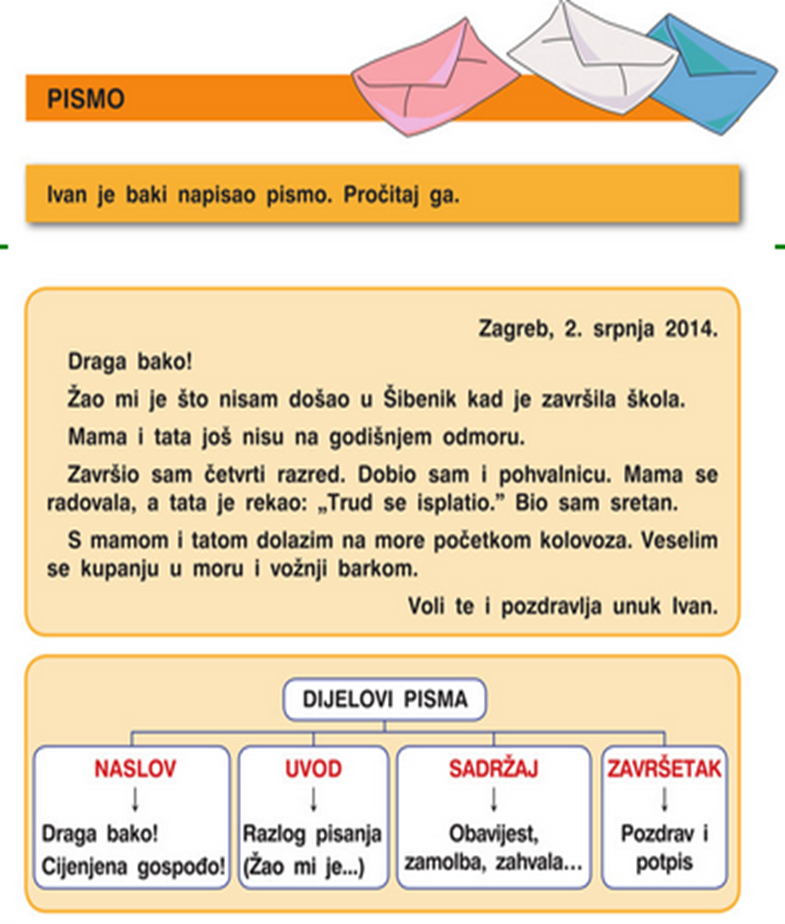 PISMO
Ivan je baki napisao pismo. Pročitaj ga.
Zagreb, 2. srpnja 2014.
Draga bako!
Žao mi je što nisam došao u Šibenik kad je završila škola.
Mama i tata još nisu na godišnjem odmoru.
Završio sam četvrti razred. Dobio sam i pohvalnicu. Mama se
radovala, a tata je rekao: „Trud se isplatio.” Bio sam sretan.
S mamom i tatom dolazim na more početkom kolovoza. Veselim
se kupanju u moru i vožnji barkom.
Voli te i pozdravlja unuk Ivan.
DIJELOVI PISMA
NASLOV
Draga bako!
Cijenjena gospođo!
UVOD
Razlog pisanja
(Žao mi je...)
SADRŽAJ
Obavijest,
zamolba, zahvala...
ZAVRŠETAK
Pozdrav i
potpis